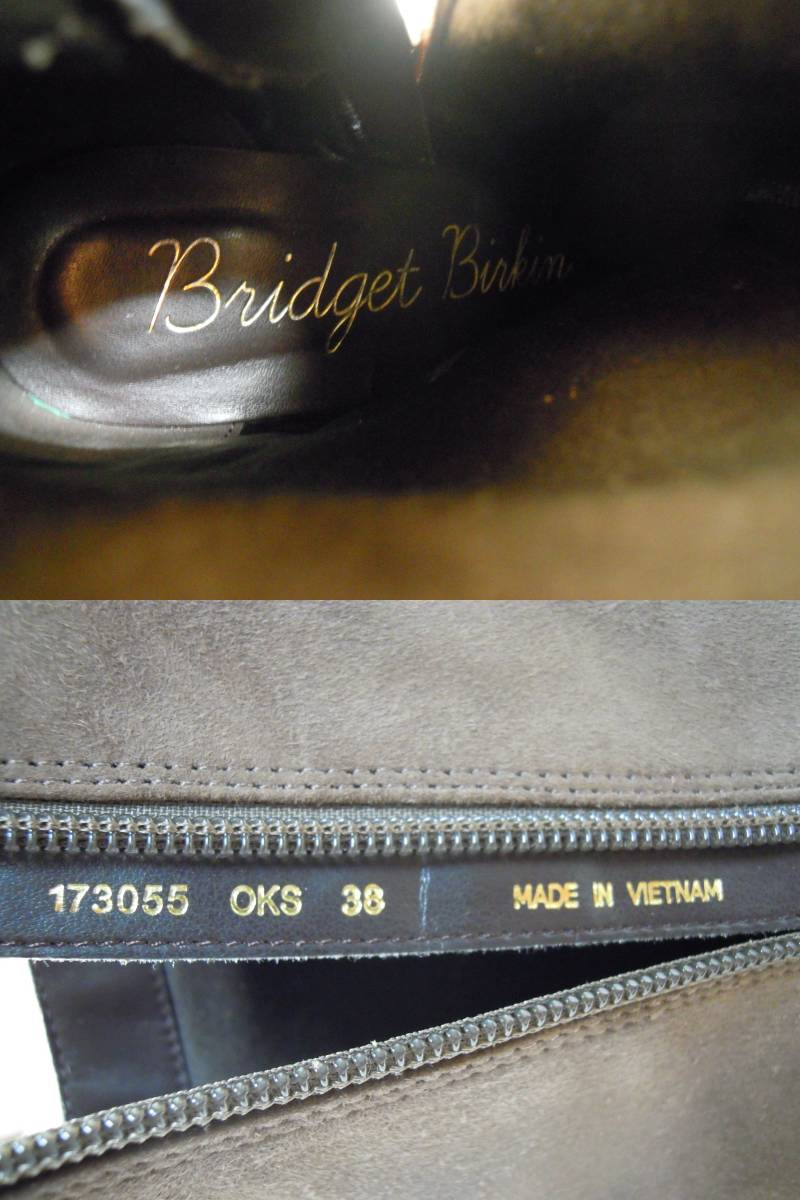 Bridget Birkin
173055 OKS 38 MADE IN VIETNAM